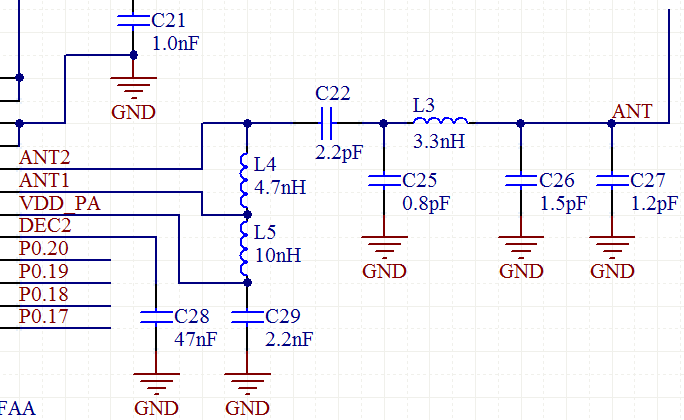 C21
1.0nF
GND
C22
2.2pF
L3
3.3nH
ANT
ANT2
ANT1
VDD_PA
DEC2
P0.20
P0.19
P0.18
P0.17
L4
4.7nH
L5
10nH
C25
0.8pF
GND
C26
1.5pF
GND
C27
1.2pF
GND
C28
47nF
GND
C29
2.2nF
GND
FAA